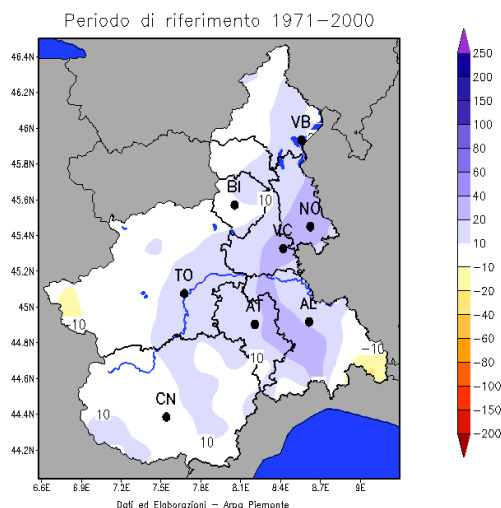 Periodo di riferimento 1971–2000
46.4N
46.2N
46N
45.8N
45.6N
45.4N
45.2N
45N
44.8N
44.6N
44.4N
44.2N
VB
BI
10
NO
VC
TO
AT
AL
-10
10
10
-10
CN
10
10
6.6E
6.9E
7.2E
7.5E
7.8E
8.1E
8.4E
8.7E
9E
250
200
150
100
80
60
40
20
10
-10
-20
-40
-60
-80
-100
-150
-200
Dati ed Elaborazioni – Arpa Piemonte